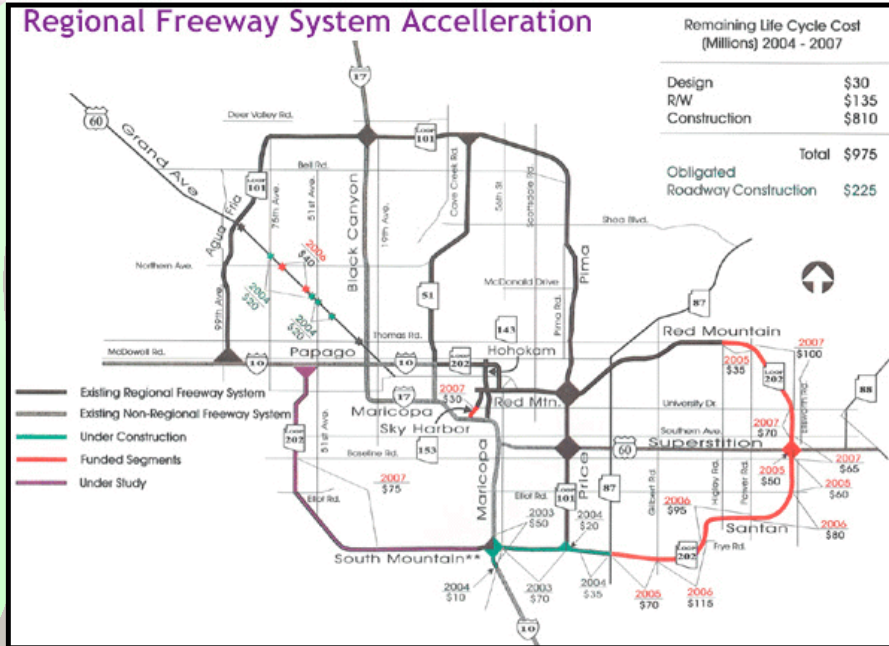 Regional Freeway System Accelleration
Remaining Life Cycle Cost
(Millions) 2004 - 2007
Design $30
R/W $135
Construction $810
Total $975
Obligated
Roadway Construction $225
17
60
Grand Ave
Deer Valley Rd.
LOOP
101
Cave Creek Rd.
Bell Rd.
LOOP
101
Agua Fria
75th Ave.
51st Ave.
Black Canyon
19th Ave.
56th St.
Scottsdale Rd.
Shea Blvd.
2006
$40
Northern Ave.
2004
$20
2004
$20
99th Ave.
51
McDonald Drive
Pima
Pima Rd.
87
143
Hohokam
Thomas Rd.
McDowell Rd.
10
Papago
10
LOOP
202
Red Mountain
2005
$35
2007
$100
LOOP
202
88
Existing Regional Freeway System
Existing Non-Regional Freeway System
Under Construction
Funded Segments
Under Study
17
Maricopa
2007
$30
Sky Harbor
Red Mtn.
University Dr.
Southern Ave.
2007
$70
60
Superstition
LOOP
202
51st Ave.
Baseline Rd.
153
Maricopa
Price
2007
$65
2005
$50
2005
$60
2007
$75
Elliot Rd.
Elliot Rd.
LOOP
101
87
Gilbert Rd.
Higley Rd.
Power Rd.
2006
$95
Santan
2006
$80
2003
$50
2004
$20
Frye Rd.
LOOP
202
South Mountain**
2004
$10
2003
$70
2004
$35
2005
$70
2006
$115
10